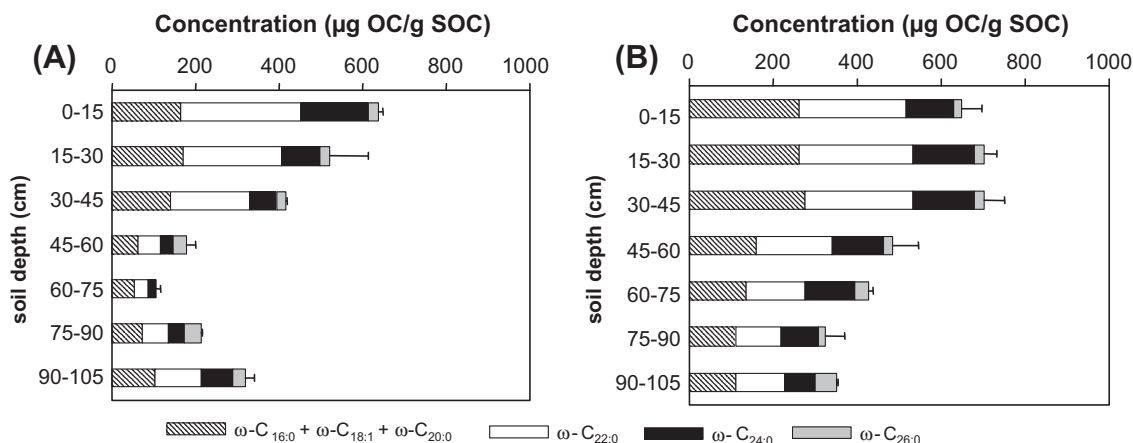 Concentration (µg OC/g SOC)
(A)
0 200 400 600 800 1000
soil depth (cm)
0-15
15-30
30-45
45-60
60-75
75-90
90-105
Concentration (µg OC/g SOC)
(B)
0 200 400 600 800 1000
soil depth (cm)
0-15
15-30
30-45
45-60
60-75
75-90
90-105
ω-C16:0 + ω-C18:1 + ω-C20:0 ω- C22:0 ω- C24:0 ω- C26:0